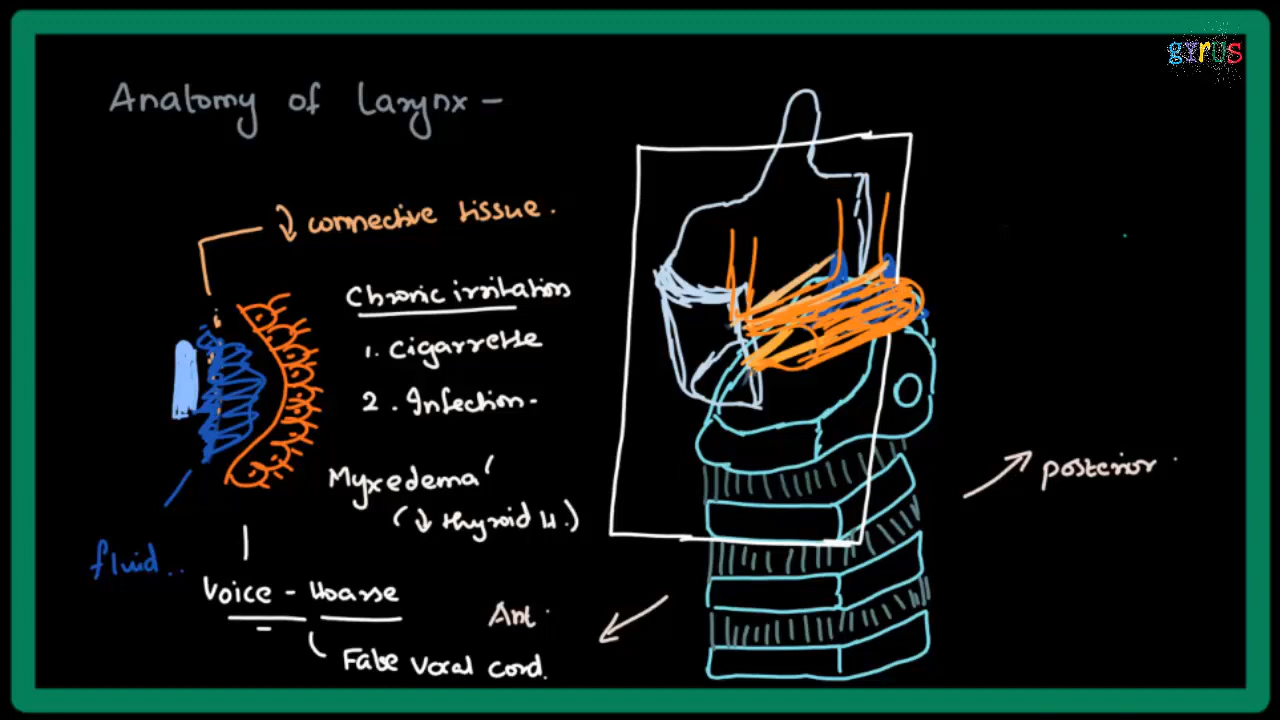 gyrus
Anatomy of Larynx -
↓ connective tissue.
Chronic irritation
1. Cigarrette
2. Infection-
Myxedema
(↓ thyroid H.)
posterior
fluid..
Voice - Hoarse
Ant.
False Vocal cord.